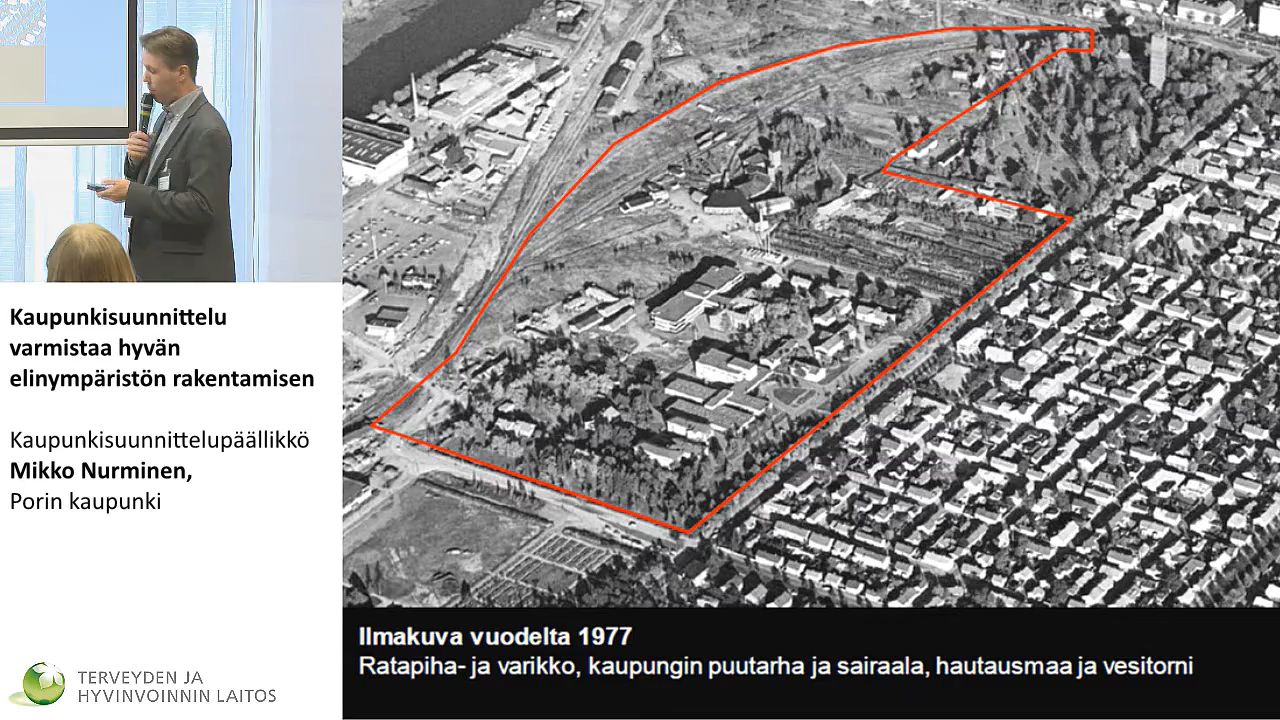 Kaupunkisuunnittelu
varmistaa hyvän
elinympäristön rakentamisen
Kaupunkisuunnittelupäällikkö
Mikko Nurminen,
Porin kaupunki
TERVEYDEN JA
HYVINVOINNIN LAITOS
Ilmakuva vuodelta 1977
Ratapiha- ja varikko, kaupungin puutarha ja sairaala, hautausmaa ja vesitorni